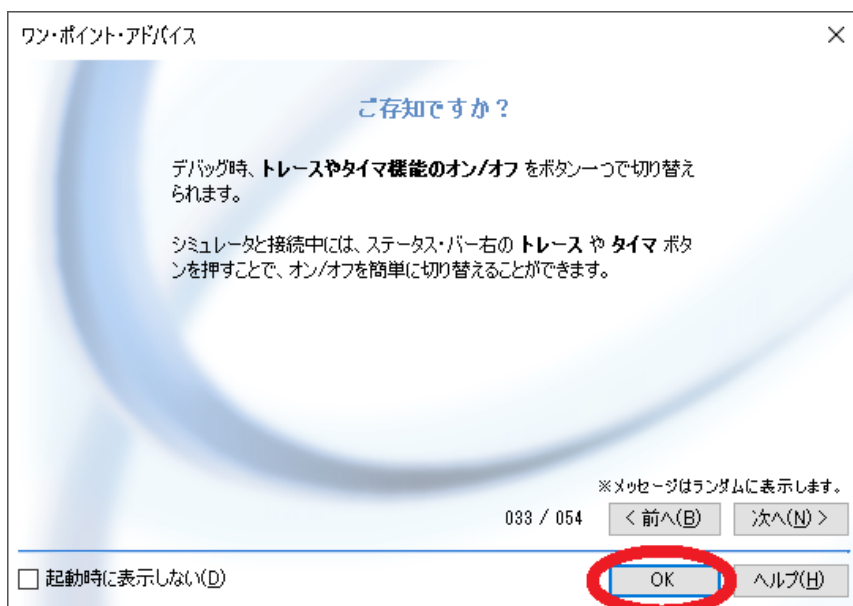 ワン・ポイント・アドバイス
ご存知ですか？
デバッグ時、トレースやタイマ機能のオン/オフ をボタン一つで切り替え
られます。
シミュレータと接続中には、ステータス・バー右の トレース や タイマ ボタ
ンを押すことで、オン/オフを簡単に切り替えることができます。
※メッセージはランダムに表示します。
033 / 054 < 前へ(B) 次へ(N) >
起動時に表示しない(D) OK ヘルプ(H)